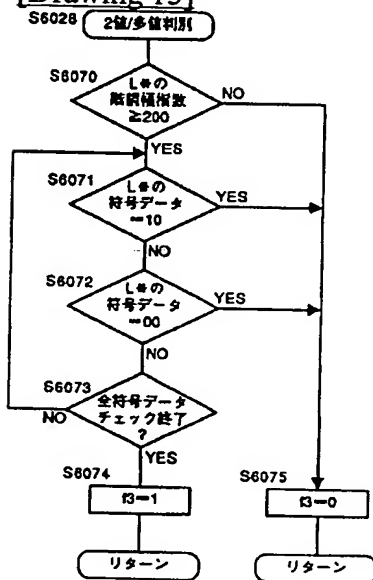 [Drawing 15]
S6028
2値/多値判別
S6070
L*の
階調幅指数
≥200
NO
YES
S6071
L*の
符号データ
=10
YES
NO
S6072
L*の
符号データ
=00
YES
NO
S6073
全符号データ
チェック終了
?
NO
YES
S6074
f3=1
S6075
f3=0
リターン
リターン